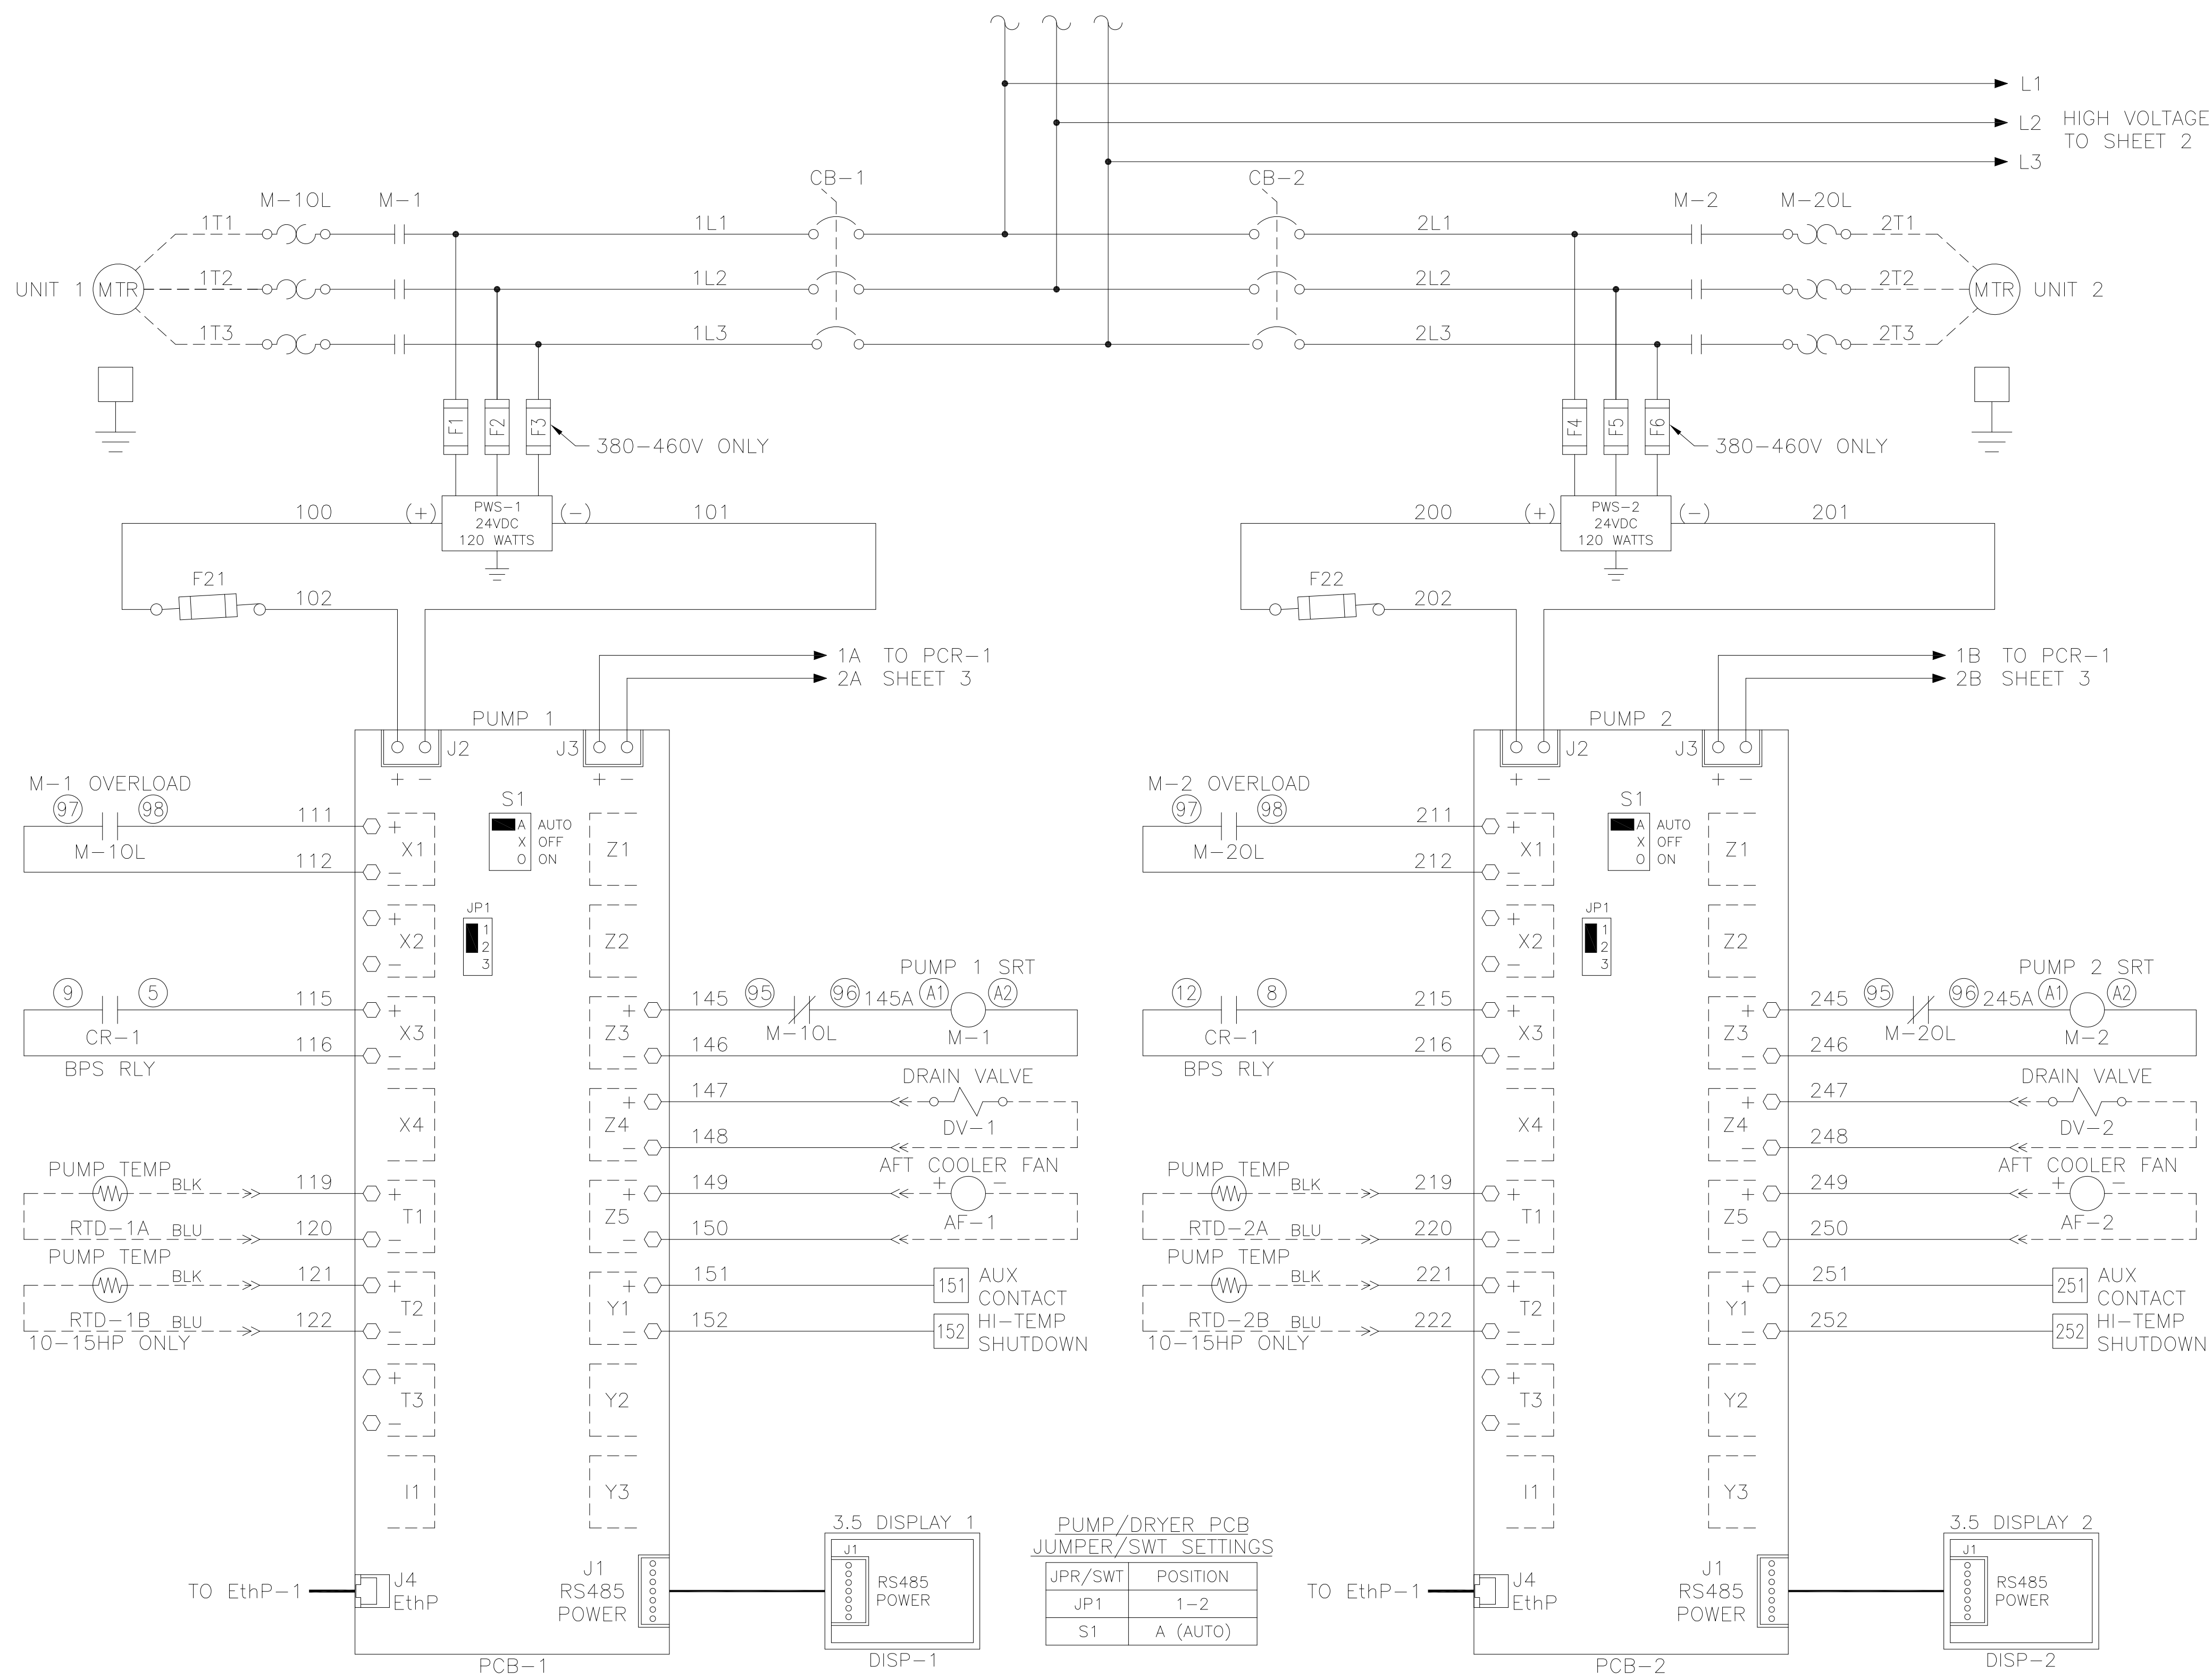 L1
L2 HIGH VOLTAGE
TO SHEET 2
L3
CB-1
CB-2
M-1OL M-1
M-2 M-2OL
1T1 1L1 2L1 2T1
UNIT 1 MTR 1T2 1L2 2L2 2T2 MTR UNIT 2
1T3 1L3 2L3 2T3
F1 F2 F3
380-460V ONLY
F4 F5 F6
380-460V ONLY
100 (+) PWS-1 (-) 101
24VDC
120 WATTS
200 (+) PWS-2 (-) 201
24VDC
120 WATTS
F21
102
F22
202
1A TO PCR-1
2A SHEET 3
1B TO PCR-1
2B SHEET 3
PUMP 1
J2 J3
+ - + -
M-1 OVERLOAD
97 98 111
M-1OL
112
+
X1
-
S1
A AUTO
X OFF
O ON
Z1
+
X2
-
JP1
1
2
3
Z2
9 5 115
CR-1
116
BPS RLY
+
X3
-
+
Z3
-
PUMP 1 SRT
145 95 96 145A A1 A2
M-1OL M-1
146
X4
+
Z4
-
DRAIN VALVE
147
DV-1
148
PUMP TEMP
BLK 119
RTD-1A BLU 120
+
T1
-
+
Z5
-
AFT COOLER FAN
149 + -
AF-1
150
PUMP TEMP
BLK 121
RTD-1B BLU 122
10-15HP ONLY
+
T2
-
+
Y1
-
151 151 AUX
CONTACT
152 152 HI-TEMP
SHUTDOWN
+
T3
-
Y2
I1
Y3
TO EthP-1
J4
EthP
J1
RS485
POWER
PCB-1
3.5 DISPLAY 1
J1
RS485
POWER
DISP-1
PUMP/DRYER PCB
JUMPER/SWT SETTINGS
JPR/SWT POSITION
JP1 1-2
S1 A (AUTO)
PUMP 2
J2 J3
+ - + -
M-2 OVERLOAD
97 98 211
M-2OL
212
+
X1
-
S1
A AUTO
X OFF
O ON
Z1
+
X2
-
JP1
1
2
3
Z2
12 8 215
CR-1
216
BPS RLY
+
X3
-
+
Z3
-
PUMP 2 SRT
245 95 96 245A A1 A2
M-2OL M-2
246
X4
+
Z4
-
DRAIN VALVE
247
DV-2
248
PUMP TEMP
BLK 219
RTD-2A BLU 220
+
T1
-
+
Z5
-
AFT COOLER FAN
249 + -
AF-2
250
PUMP TEMP
BLK 221
RTD-2B BLU 222
10-15HP ONLY
+
T2
-
+
Y1
-
251 251 AUX
CONTACT
252 252 HI-TEMP
SHUTDOWN
+
T3
-
Y2
I1
Y3
TO EthP-1
J4
EthP
J1
RS485
POWER
PCB-2
3.5 DISPLAY 2
J1
RS485
POWER
DISP-2